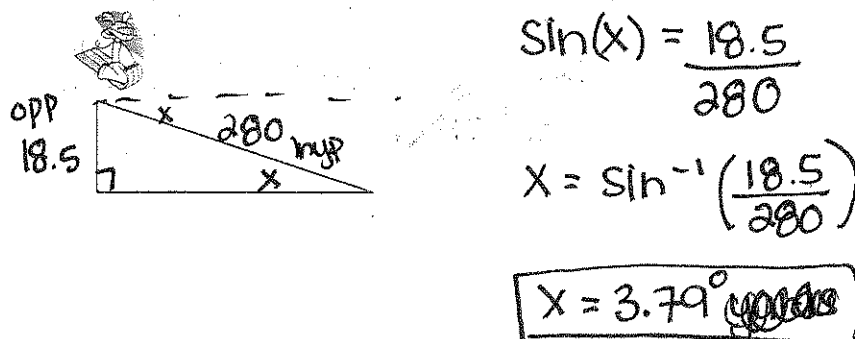 opp
18.5
x
280 hyp
x
Sin(x) = 18.5
280
X = Sin⁻¹(18.5
280)
X = 3.79°